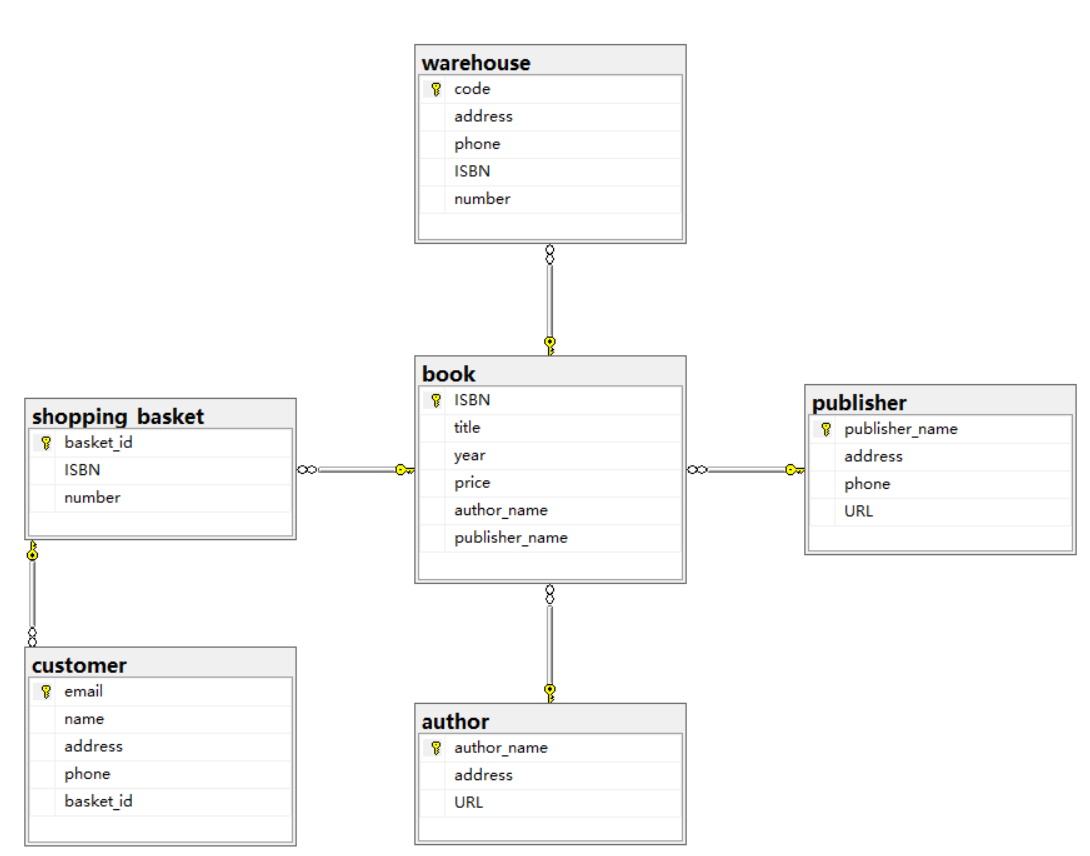 warehouse
code
address
phone
ISBN
number
book
ISBN
title
year
price
author_name
publisher_name
shopping_basket
basket_id
ISBN
number
publisher
publisher_name
address
phone
URL
customer
email
name
address
phone
basket_id
author
author_name
address
URL